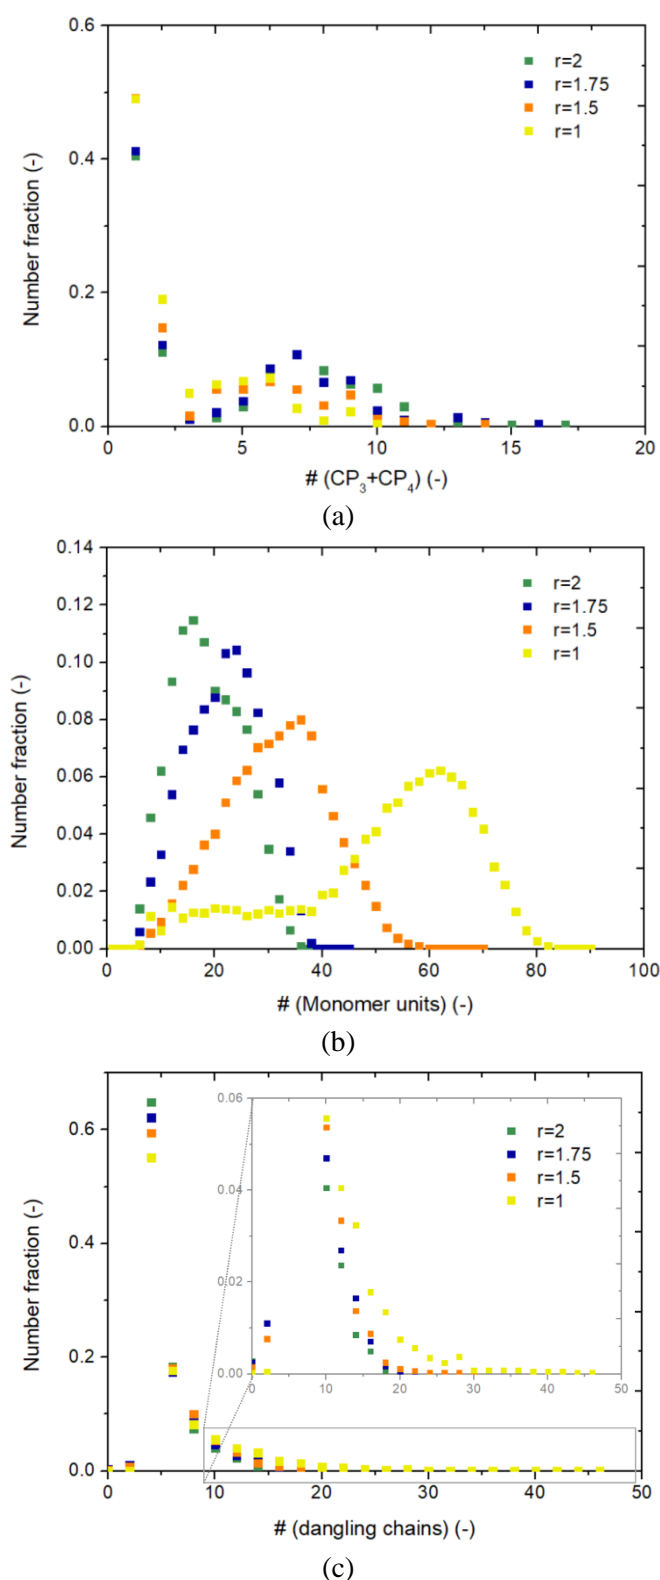 0.6
0.4
0.2
0.0
Number fraction (-)
r=2
r=1.75
r=1.5
r=1
0 5 10 15 20
# (CP₃+CP₄) (-)
(a)
0.14
0.12
0.10
0.08
0.06
0.04
0.02
0.00
Number fraction (-)
r=2
r=1.75
r=1.5
r=1
0 20 40 60 80 100
# (Monomer units) (-)
(b)
0.6
0.4
0.2
0.0
Number fraction (-)
0.06
0.04
0.02
0.00
r=2
r=1.75
r=1.5
r=1
0 10 20 30 40 50
0 10 20 30 40 50
# (dangling chains) (-)
(c)